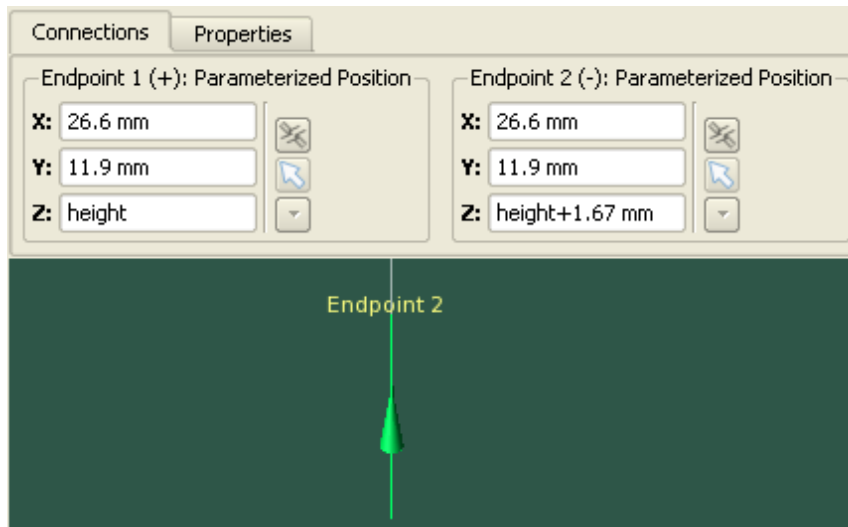 Connections Properties
Endpoint 1 (+): Parameterized Position Endpoint 2 (-): Parameterized Position
X: 26.6 mm X: 26.6 mm
Y: 11.9 mm Y: 11.9 mm
Z: height Z: height+1.67 mm
Endpoint 2